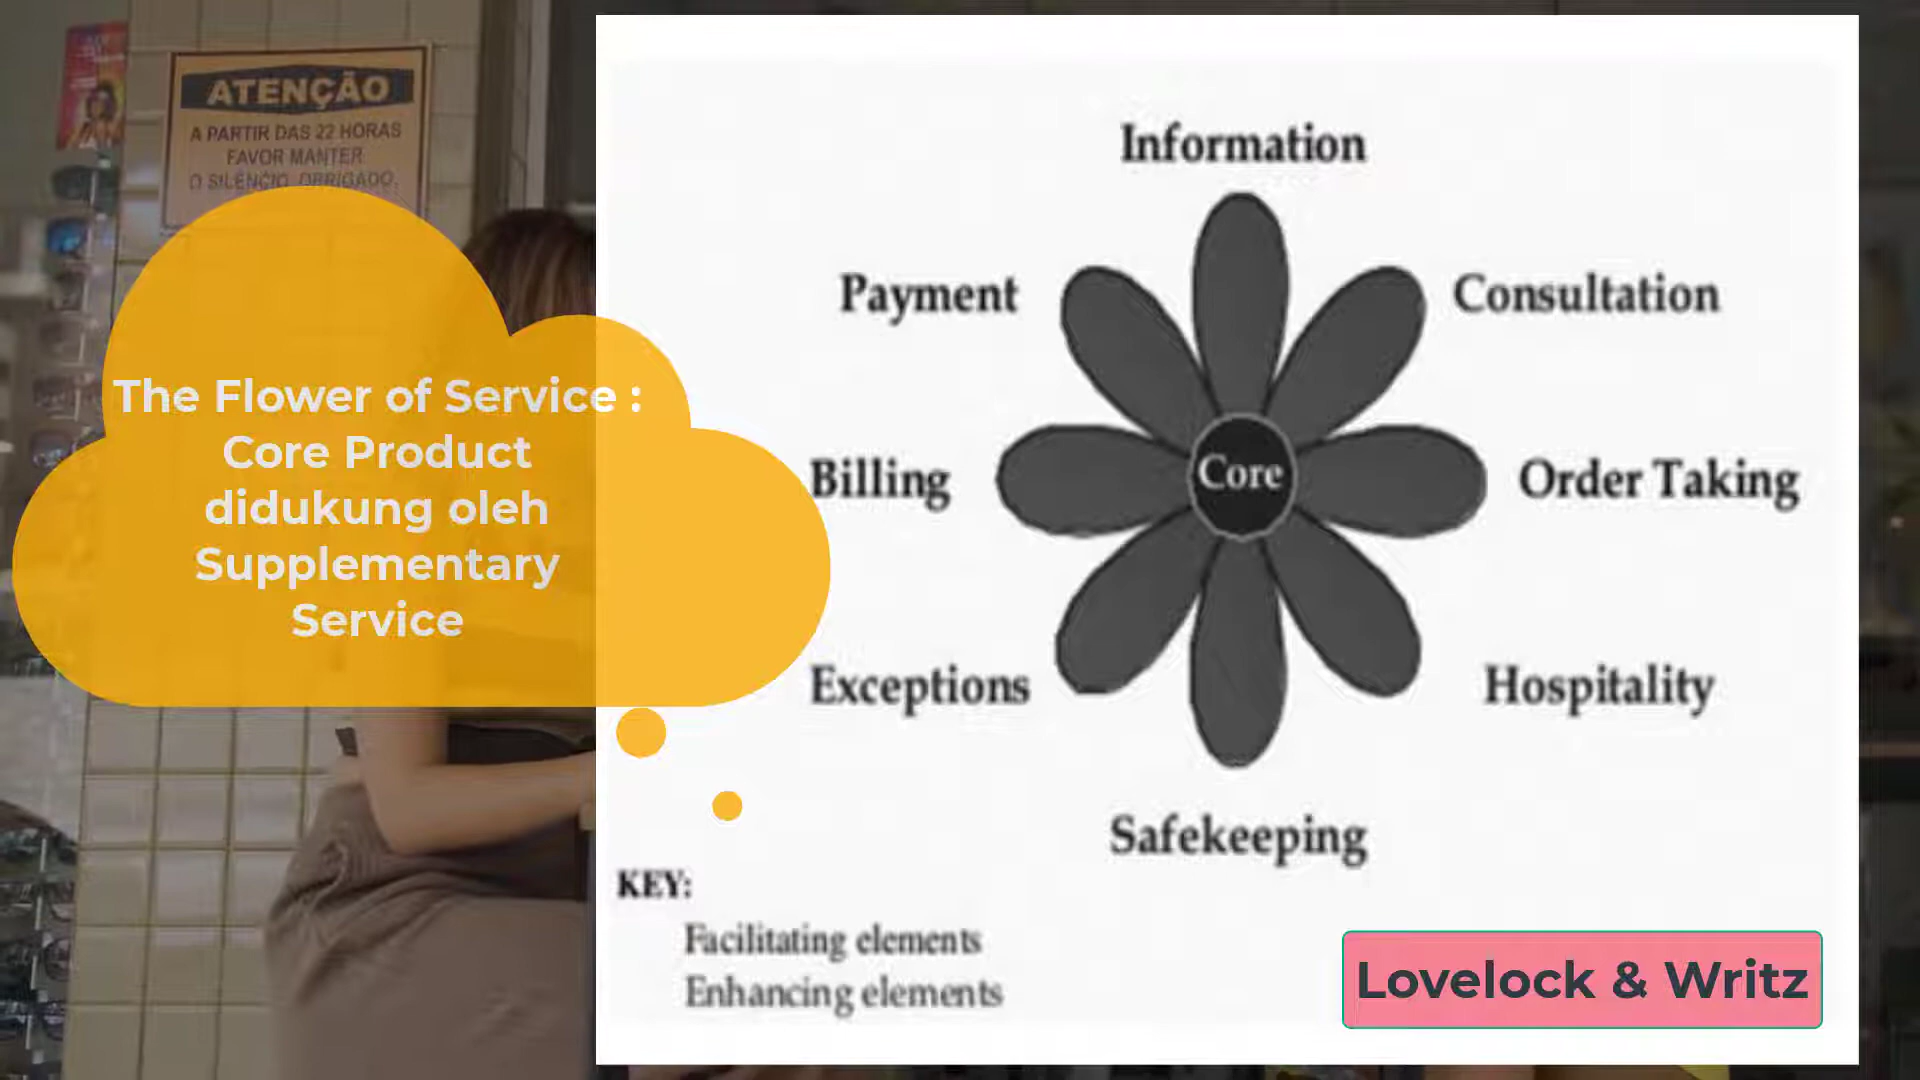 ATENÇÃO
A PARTIR DAS 22 HORAS
FAVOR MANTER
O SILÊNCIO. OBRIGADO.
The Flower of Service :
Core Product
didukung oleh
Supplementary
Service
Information
Payment
Consultation
Billing
Core
Order Taking
Exceptions
Hospitality
Safekeeping
KEY:
Facilitating elements
Enhancing elements
Lovelock & Writz